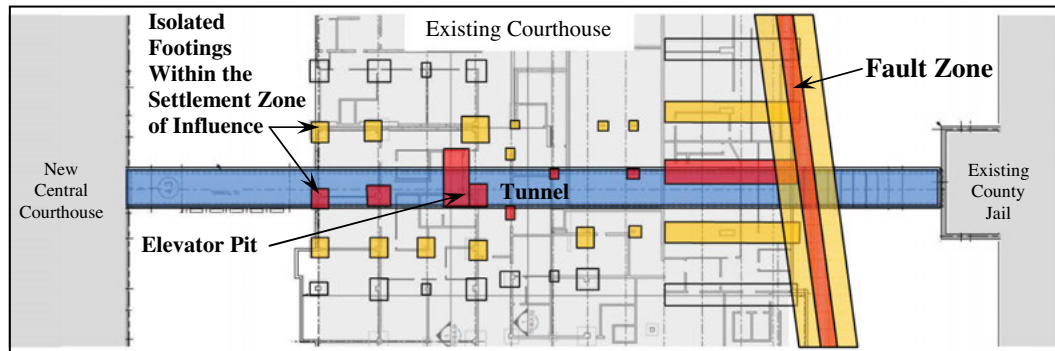 Isolated
Footings
Within the
Settlement Zone
of Influence
Existing Courthouse
Fault Zone
New
Central
Courthouse
Tunnel
Existing
County
Jail
Elevator Pit